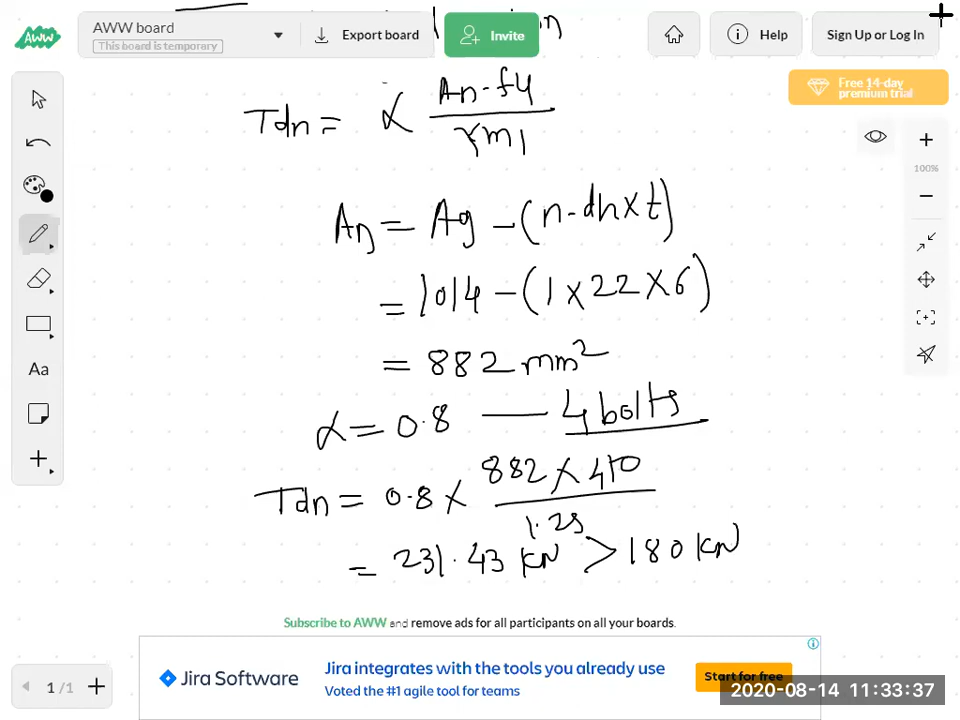 AWW board
This board is temporary
Export board
Invite
Help
Sign Up or Log In
Free 14-day
premium trial
100%
Tdn = α An · fy / γm1
An = Ag - (n · dh × t)
= 1014 - (1 × 22 × 6)
= 882 mm²
α = 0.8 — 4 bolts
Tdn = 0.8 × 882 × 410 / 1.25
= 231.43 kN > 180 kN
Aa
Subscribe to AWW and remove ads for all participants on all your boards.
Jira Software
Jira integrates with the tools you already use
Voted the #1 agile tool for teams
Start for free
1 / 1
2020-08-14 11:33:37